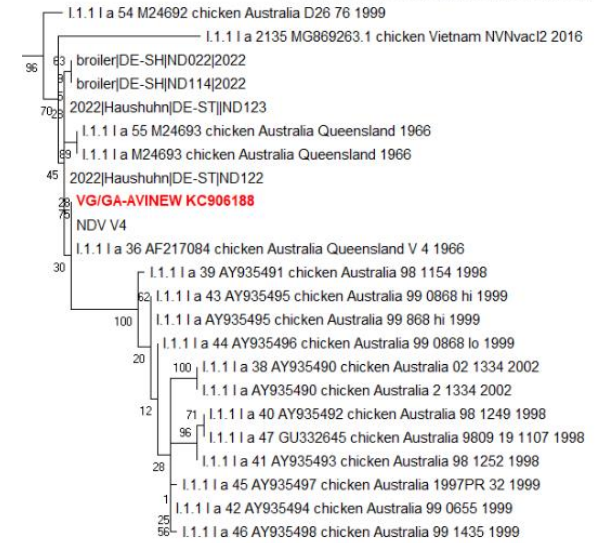 I.1.1 I a 54 M24692 chicken Australia D26 76 1999
I.1.1 I a 2135 MG869263.1 chicken Vietnam NVNvacl2 2016
96
63
broiler|DE-SH|ND022|2022
broiler|DE-SH|ND114|2022
70
2022|Haushuhn|DE-ST||ND123
I.1.1 I a 55 M24693 chicken Australia Queensland 1966
89
I.1.1 I a M24693 chicken Australia Queensland 1966
45
2022|Haushuhn|DE-ST|ND122
VG/GA-AVINEW KC906188
75
NDV V4
I.1.1 I a 36 AF217084 chicken Australia Queensland V 4 1966
30
I.1.1 I a 39 AY935491 chicken Australia 98 1154 1998
62
I.1.1 I a 43 AY935495 chicken Australia 99 0868 hi 1999
100
I.1.1 I a AY935495 chicken Australia 99 868 hi 1999
I.1.1 I a 44 AY935496 chicken Australia 99 0868 lo 1999
20
100
I.1.1 I a 38 AY935490 chicken Australia 02 1334 2002
I.1.1 I a AY935490 chicken Australia 2 1334 2002
12
71
I.1.1 I a 40 AY935492 chicken Australia 98 1249 1998
96
I.1.1 I a 47 GU332645 chicken Australia 9809 19 1107 1998
I.1.1 I a 41 AY935493 chicken Australia 98 1252 1998
28
I.1.1 I a 45 AY935497 chicken Australia 1997PR 32 1999
1
I.1.1 I a 42 AY935494 chicken Australia 99 0655 1999
25
56
I.1.1 I a 46 AY935498 chicken Australia 99 1435 1999